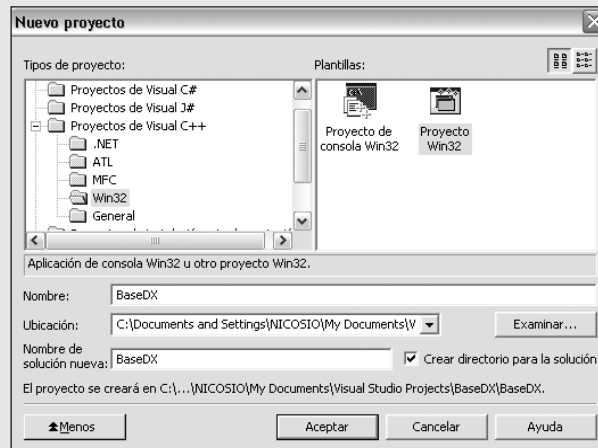 Nuevo proyecto
Tipos de proyecto:
Plantillas:
Proyectos de Visual C#
Proyectos de Visual J#
Proyectos de Visual C++
.NET
ATL
MFC
Win32
General
Proyecto de
consola Win32
Proyecto
Win32
Aplicación de consola Win32 u otro proyecto Win32.
Nombre:
BaseDX
Ubicación:
C:\Documents and Settings\NICOSIO\My Documents\V
Examinar...
Nombre de
solución nueva:
BaseDX
Crear directorio para la solución
El proyecto se creará en C:\...\NICOSIO\My Documents\Visual Studio Projects\BaseDX\BaseDX.
Menos
Aceptar
Cancelar
Ayuda